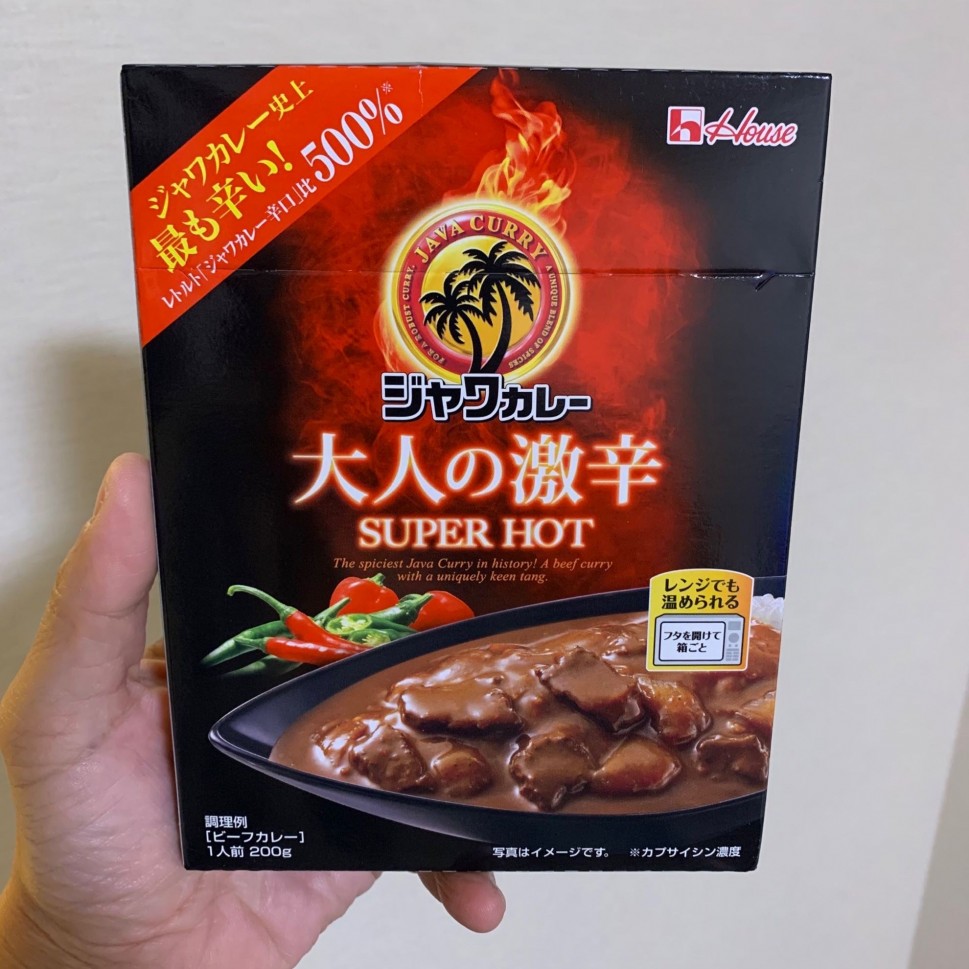 ジャワカレー史上
最も辛い!
レトルト「ジャワカレー辛口」比500%※
House
JAVA CURRY
FOR A ROBUST CURRY.
A UNIQUE BLEND OF SPICES
ジャワカレー
大人の激辛
SUPER HOT
The spiciest Java Curry in history! A beef curry
with a uniquely keen tang.
レンジでも
温められる
フタを開けて
箱ごと
調理例
[ビーフカレー]
1人前 200g
写真はイメージです。 ※カプサイシン濃度